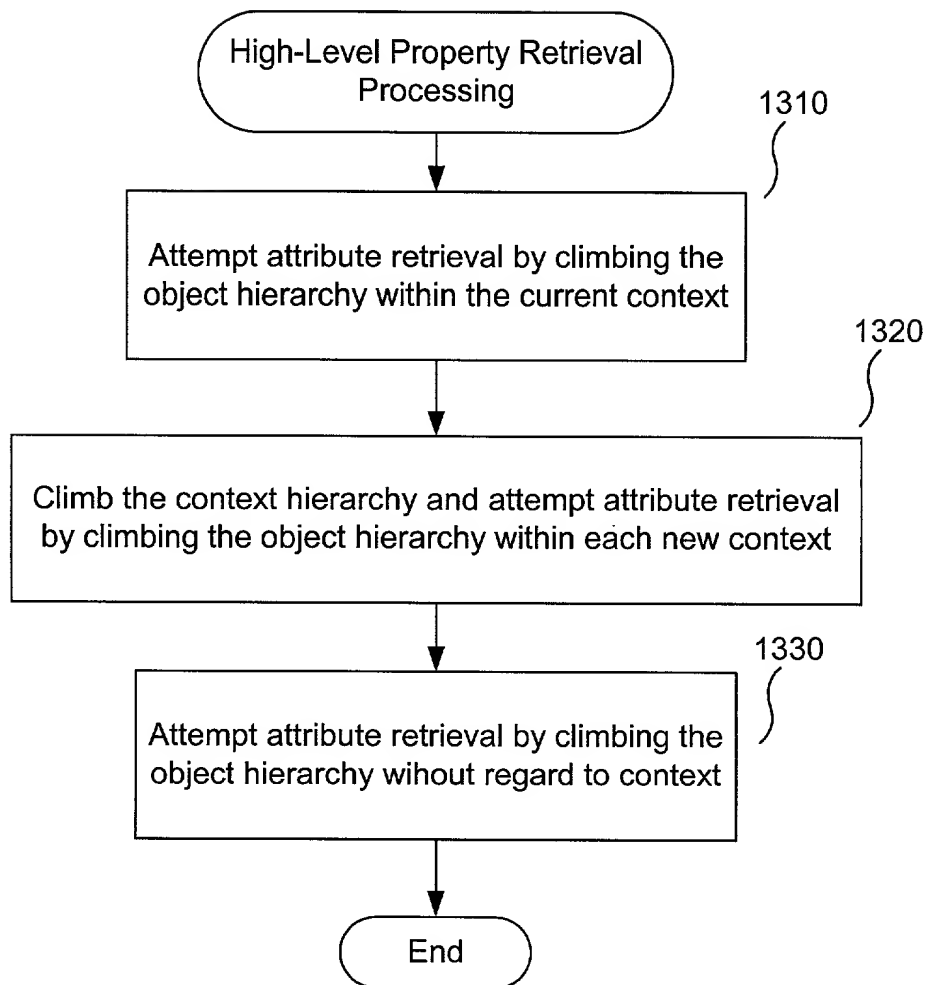 High-Level Property Retrieval
Processing
1310
Attempt attribute retrieval by climbing the
object hierarchy within the current context
1320
Climb the context hierarchy and attempt attribute retrieval
by climbing the object hierarchy within each new context
1330
Attempt attribute retrieval by climbing the
object hierarchy wihout regard to context
End